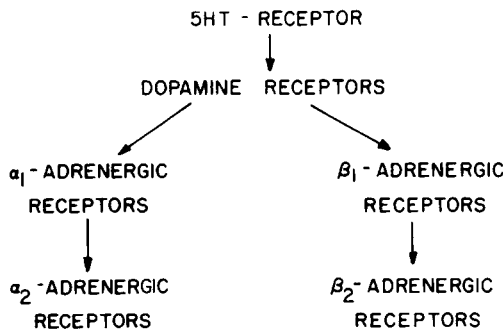 5HT - RECEPTOR
DOPAMINE RECEPTORS
α₁ - ADRENERGIC
RECEPTORS
β₁ - ADRENERGIC
RECEPTORS
α₂ - ADRENERGIC
RECEPTORS
β₂- ADRENERGIC
RECEPTORS